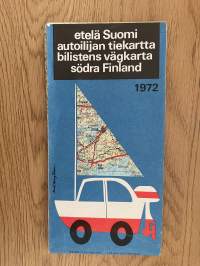 etelä Suomi
autoilijan tiekartta
bilistens vägkarta
södra Finland
1972